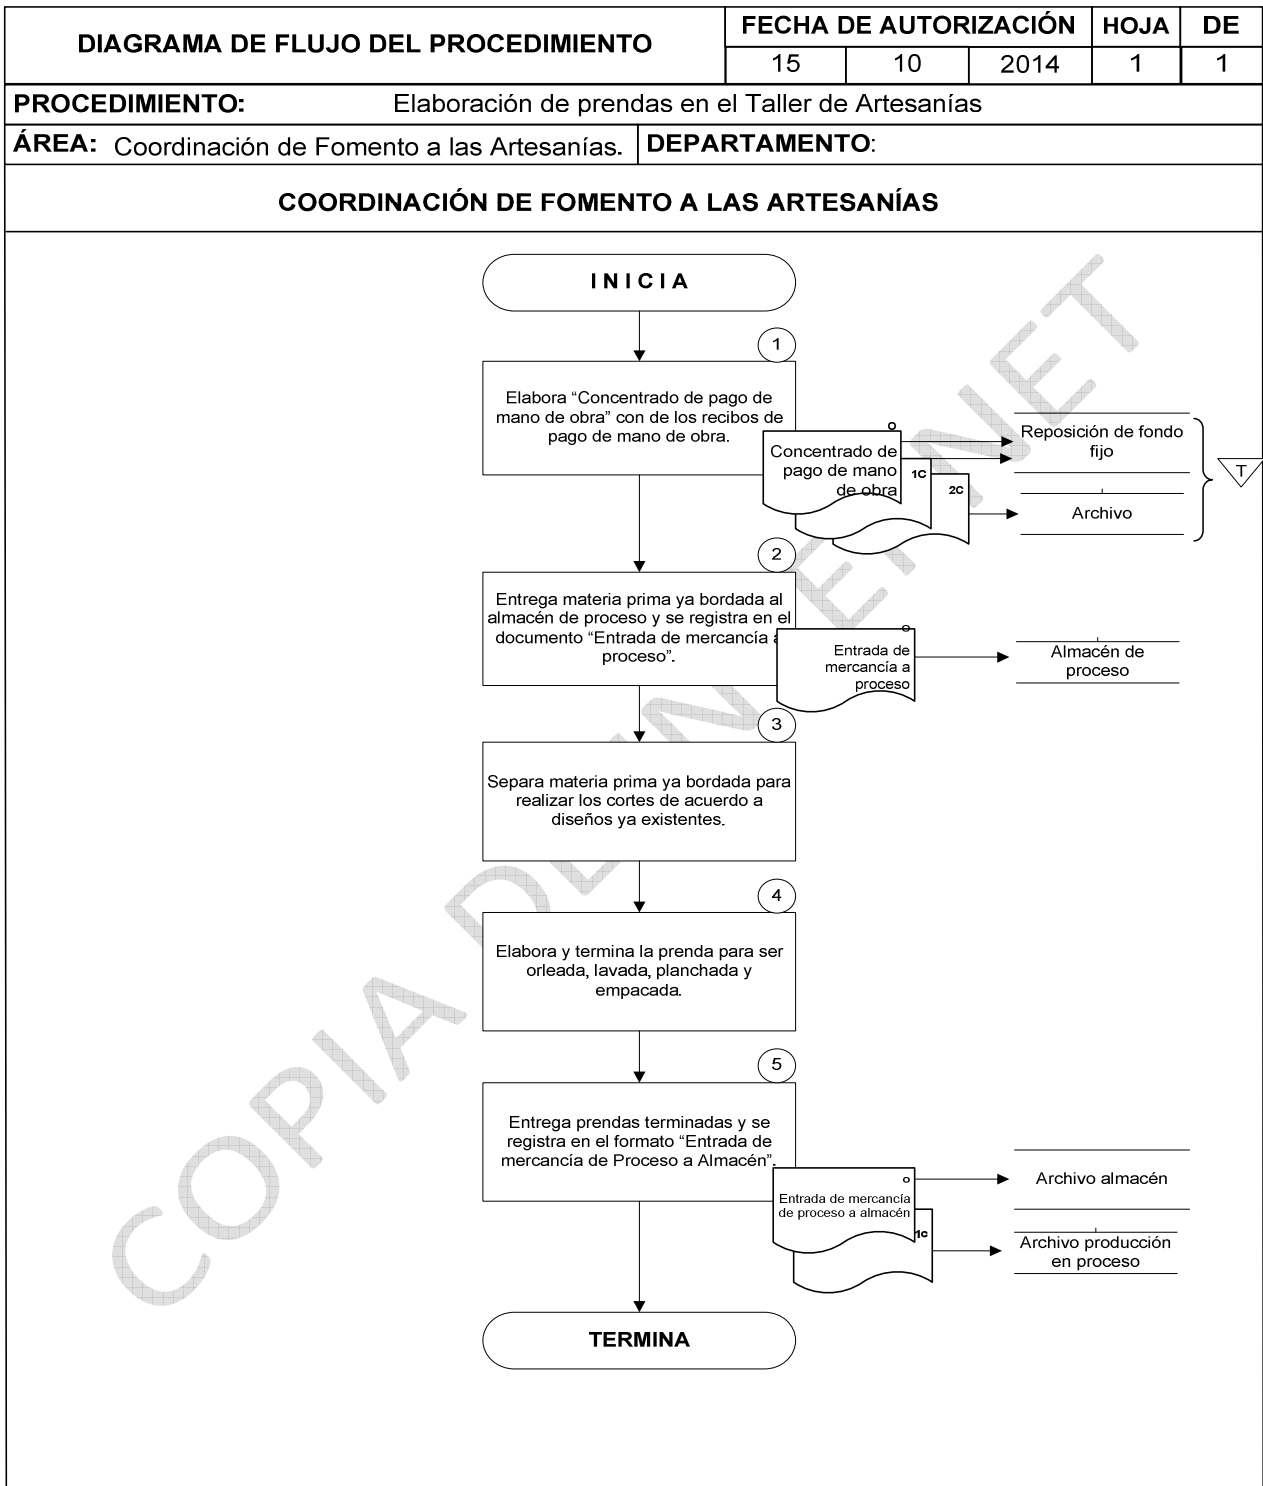 DIAGRAMA DE FLUJO DEL PROCEDIMIENTO
FECHA DE AUTORIZACIÓN HOJA DE
15 10 2014 1 1
PROCEDIMIENTO: Elaboración de prendas en el Taller de Artesanías
ÁREA: Coordinación de Fomento a las Artesanías. DEPARTAMENTO:
COORDINACIÓN DE FOMENTO A LAS ARTESANÍAS
INICIA
1
Elabora “Concentrado de pago de
mano de obra” con de los recibos de
pago de mano de obra.
O
Concentrado de
pago de mano
de obra
1C
2C
Reposición de fondo
fijo
Archivo
T
2
Entrega materia prima ya bordada al
almacén de proceso y se registra en el
documento “Entrada de mercancía a
proceso”.
O
Entrada de
mercancía a
proceso
Almacén de
proceso
3
Separa materia prima ya bordada para
realizar los cortes de acuerdo a
diseños ya existentes.
4
Elabora y termina la prenda para ser
orleada, lavada, planchada y
empacada.
5
Entrega prendas terminadas y se
registra en el formato “Entrada de
mercancía de Proceso a Almacén”.
O
Entrada de mercancía
de proceso a almacén
1C
Archivo almacén
Archivo producción
en proceso
TERMINA
COPIA DE INTERNET